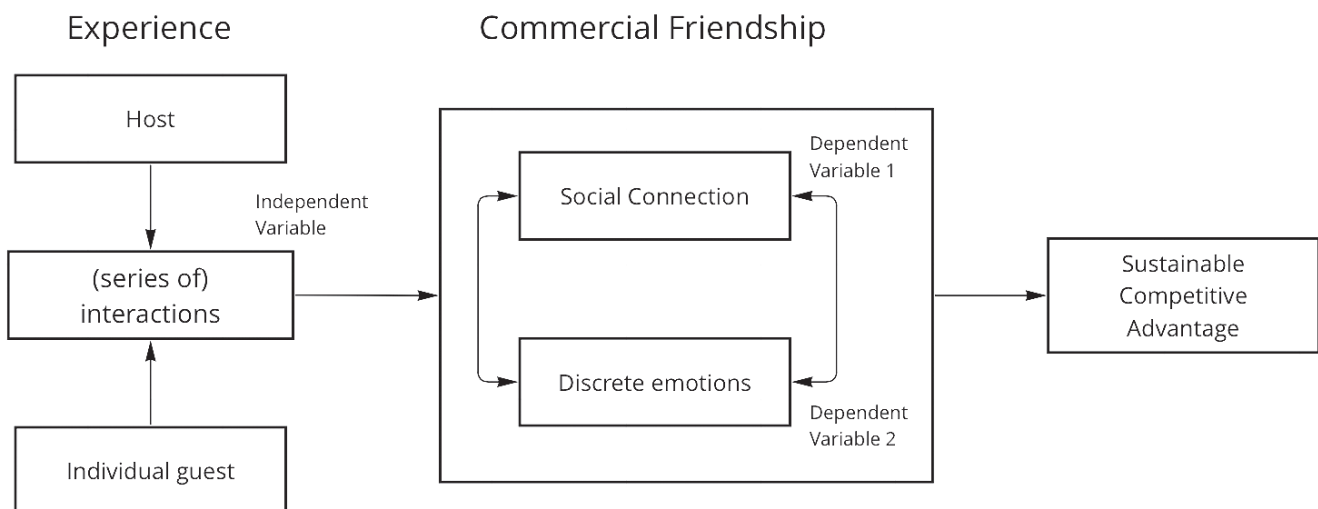 Experience
Commercial Friendship
Host
Independent
Variable
(series of)
interactions
Individual guest
Dependent
Variable 1
Social Connection
Discrete emotions
Dependent
Variable 2
Sustainable
Competitive
Advantage